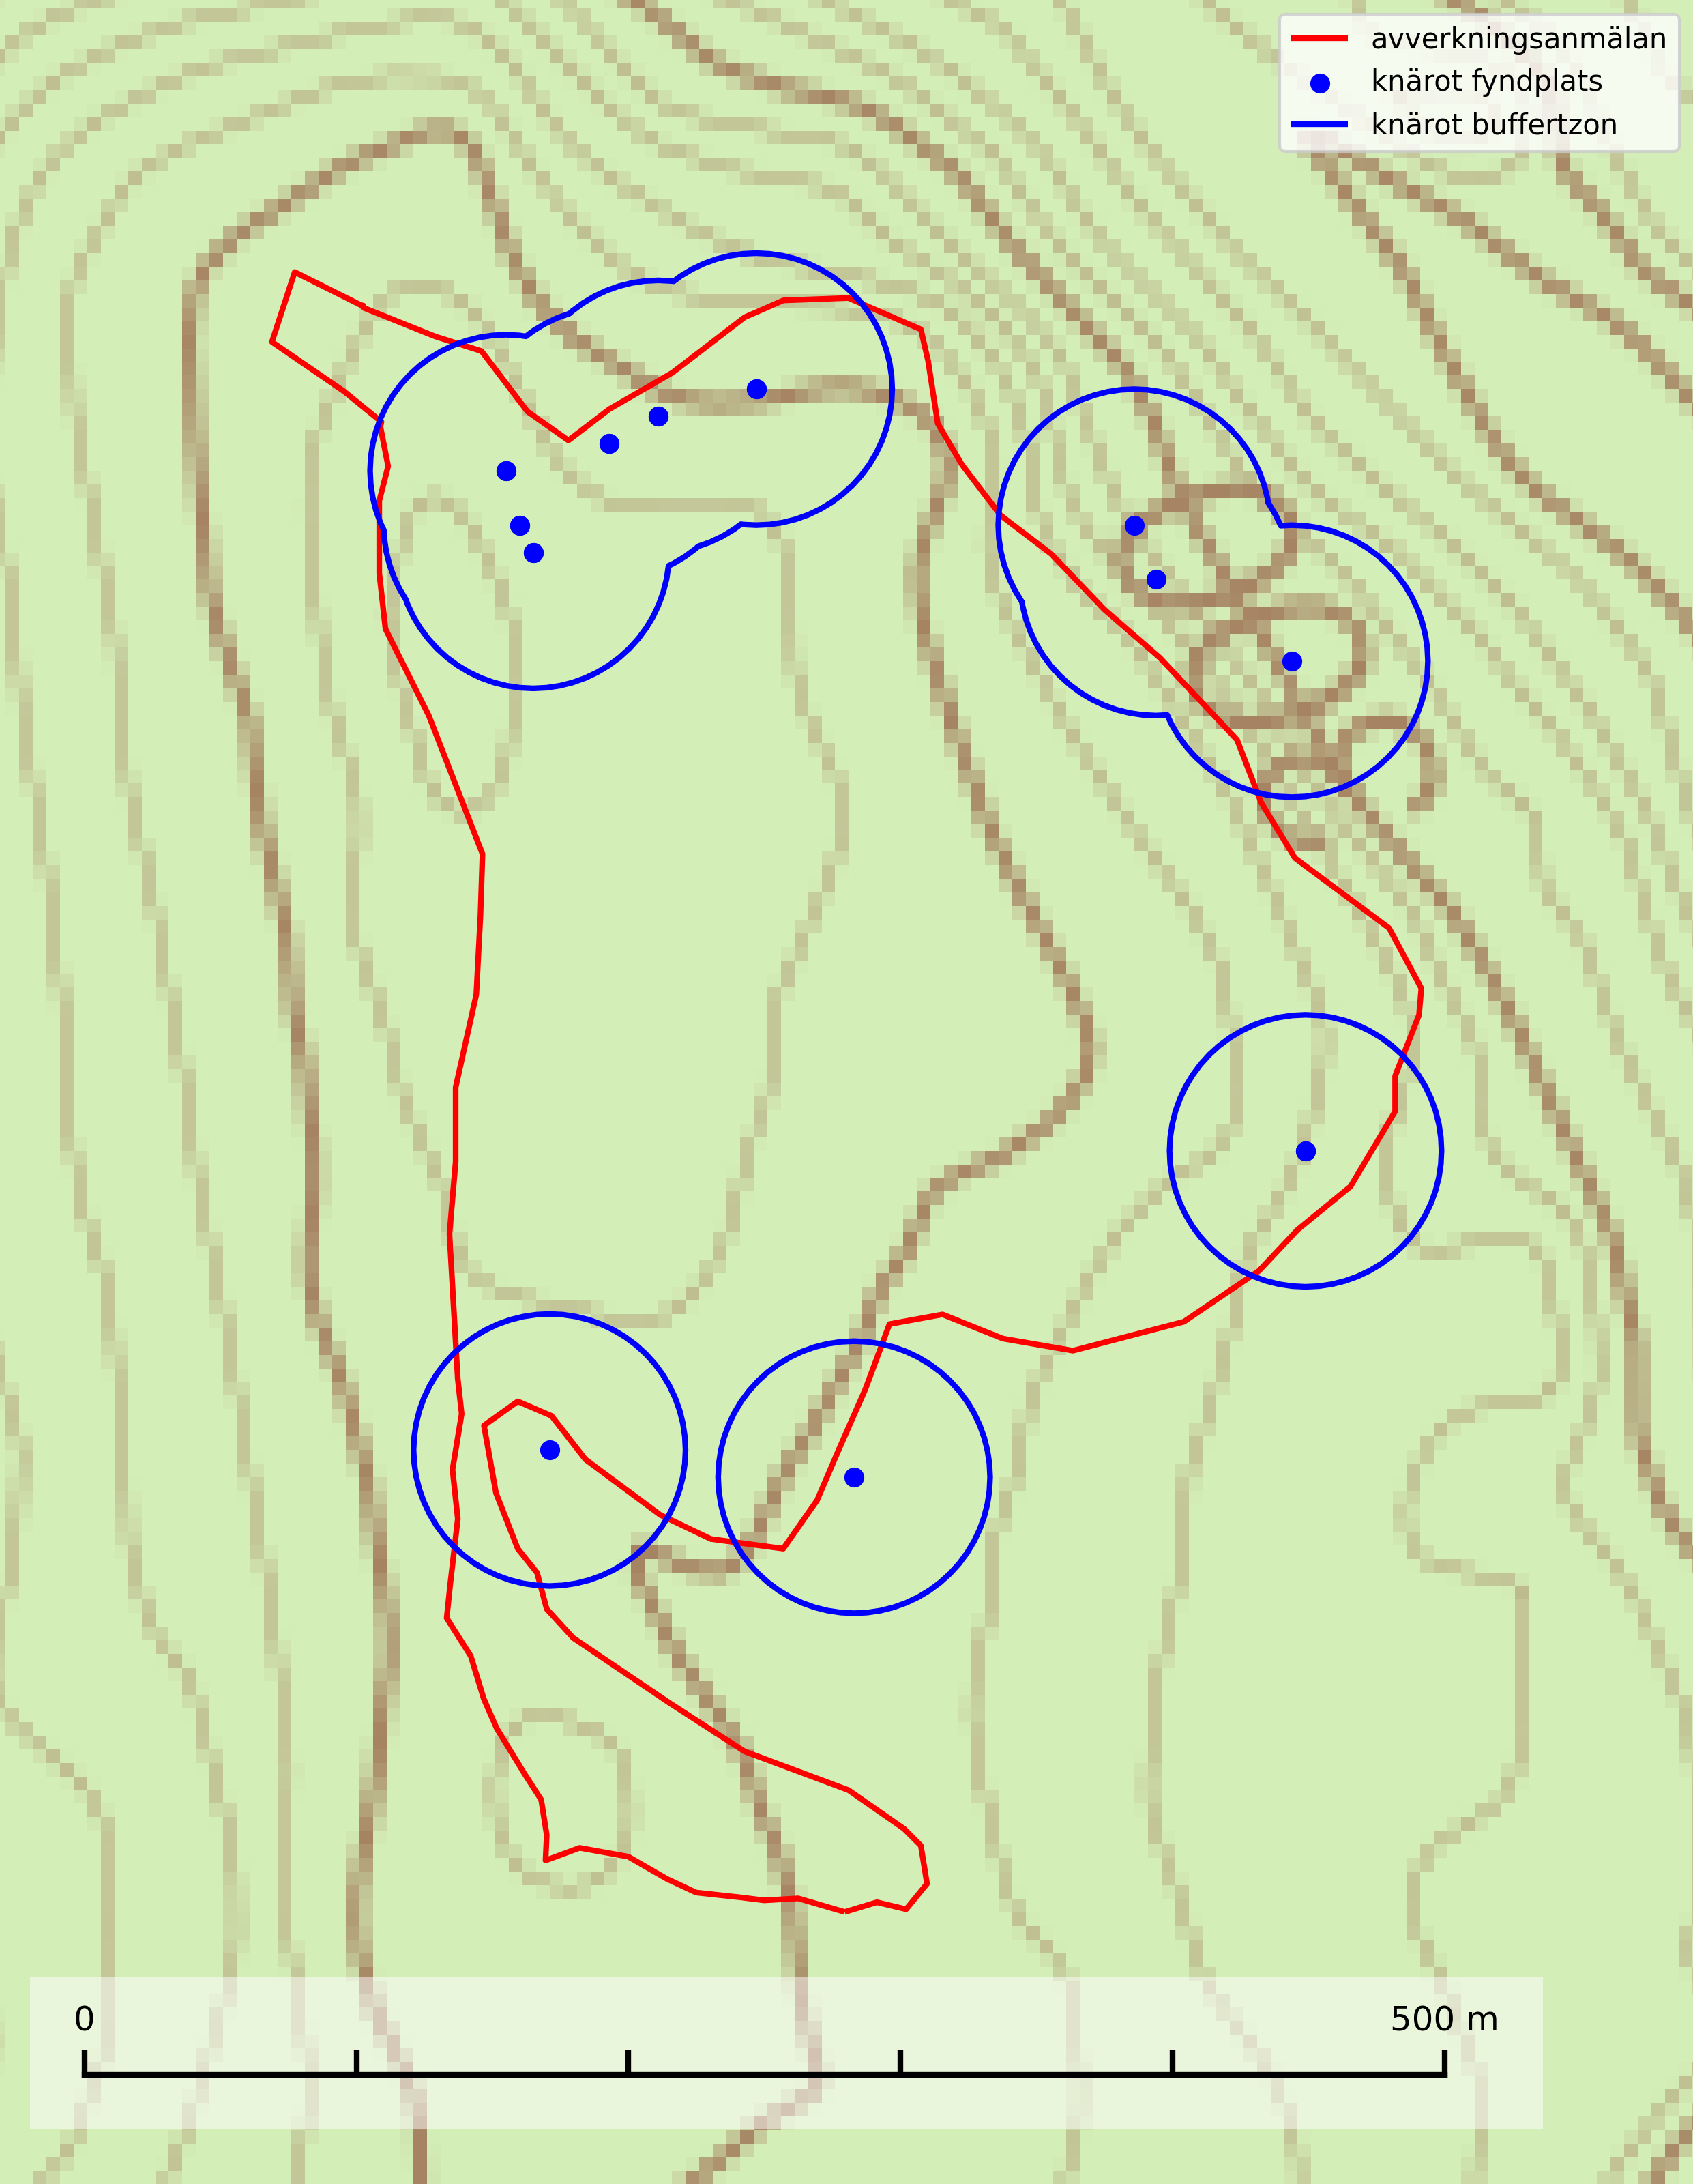 avverkningsanmälan
knärot fyndplats
knärot buffertzon
0
500 m